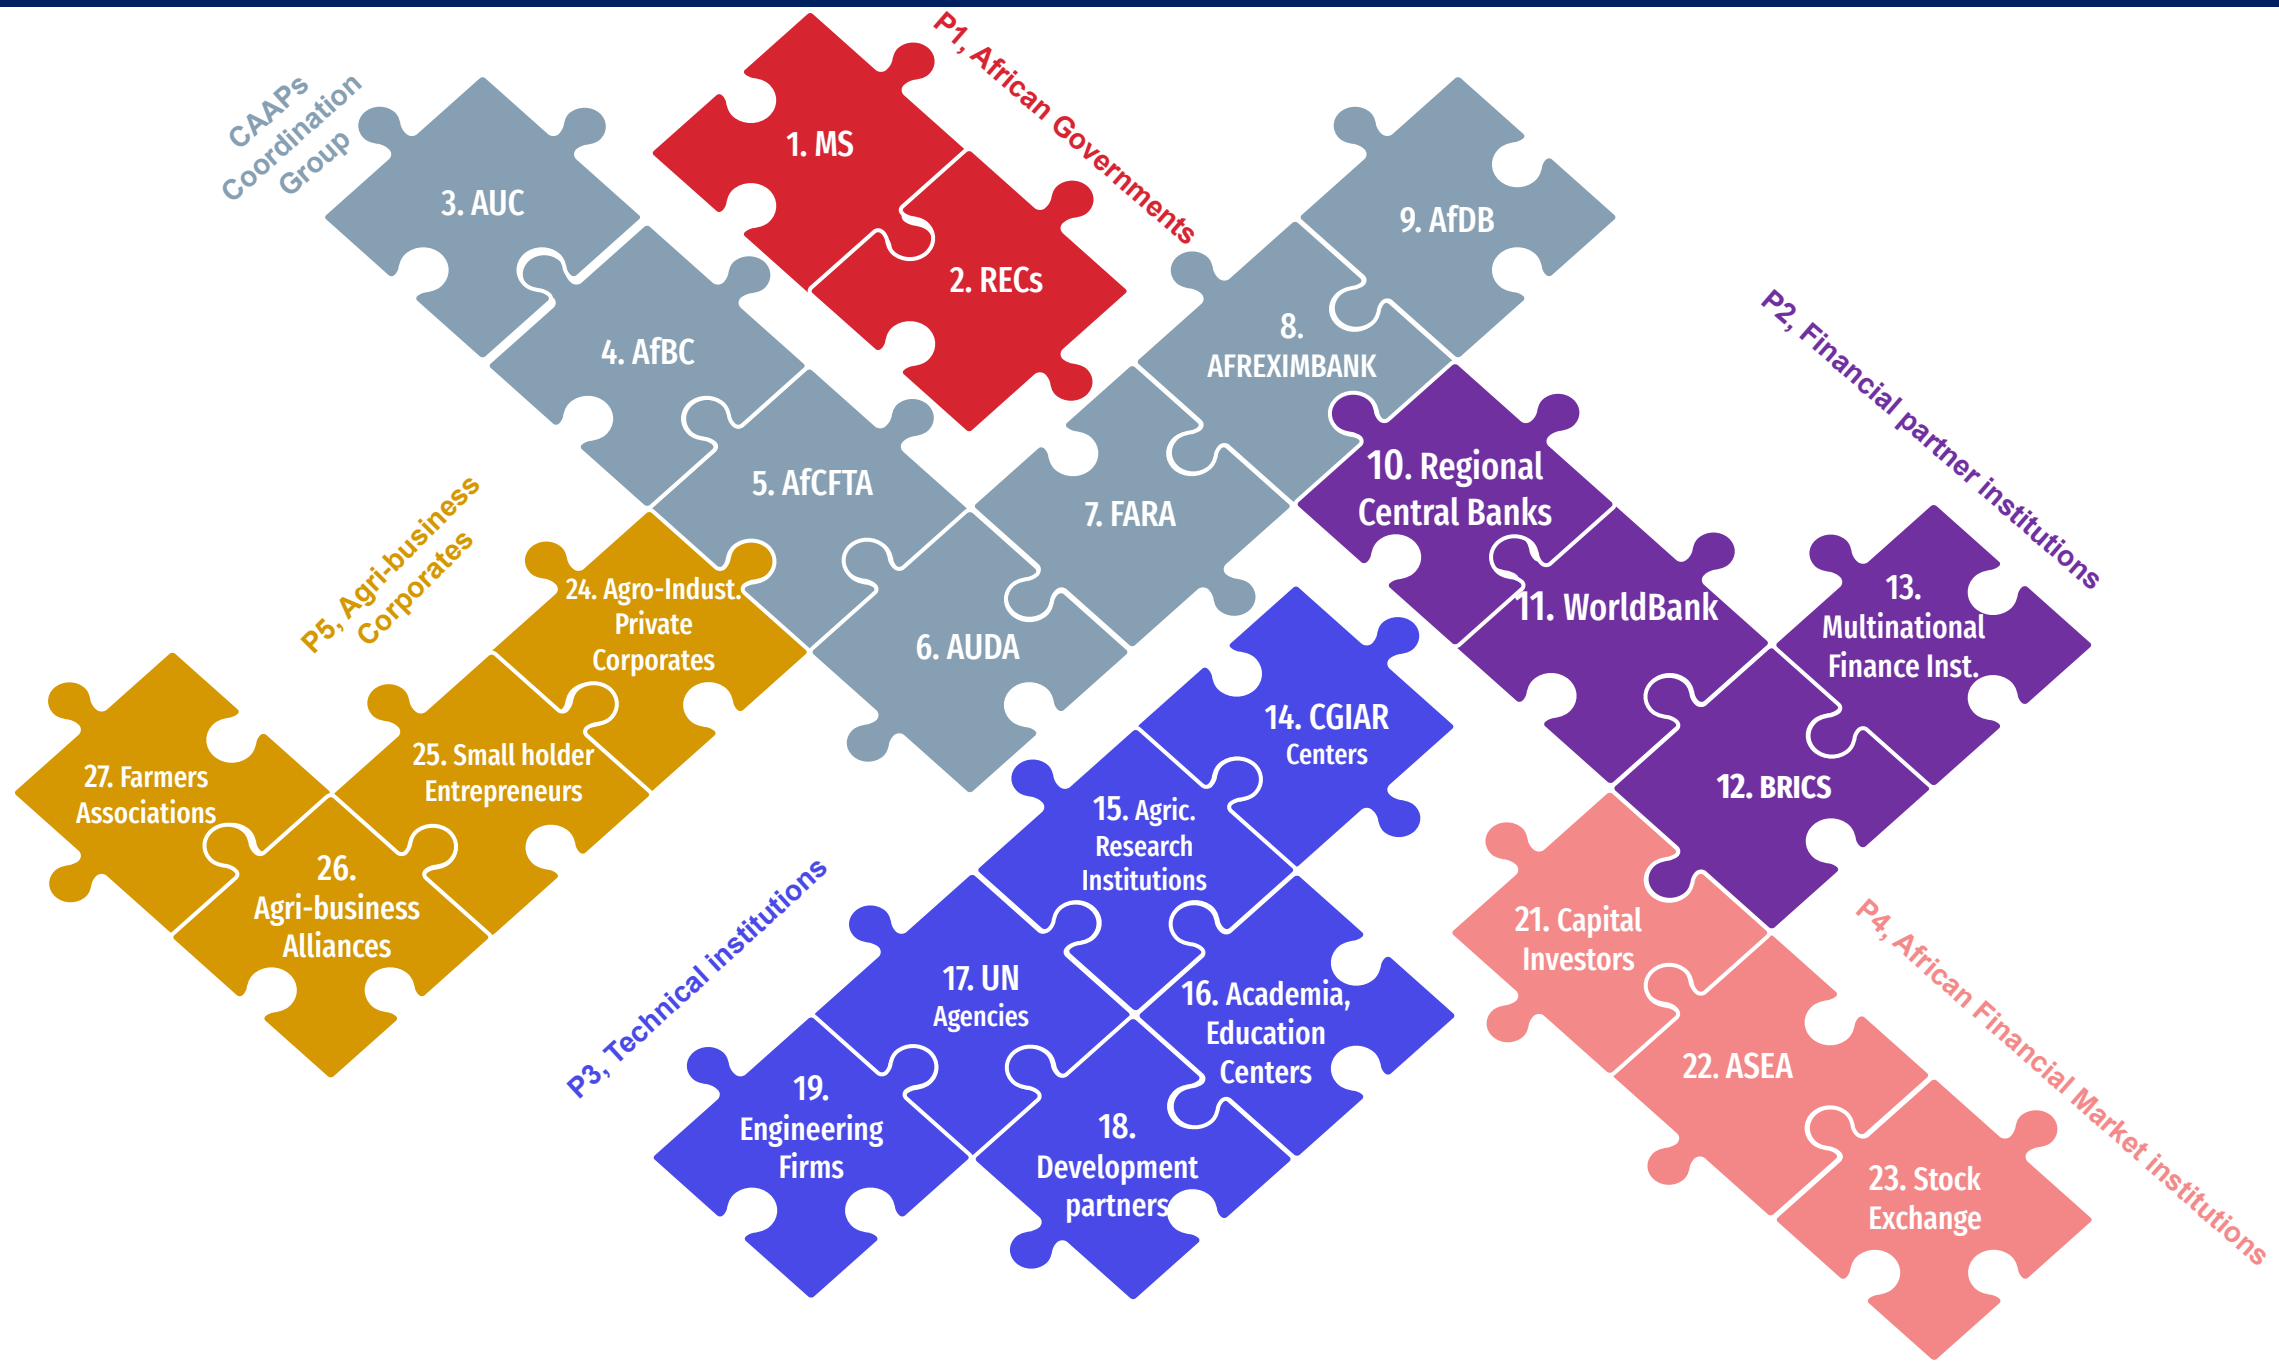 P1, African Governments
1. MS
2. RECs
CAAPs
Coordination
Group
3. AUC
4. AfBC
5. AfCFTA
6. AUDA
7. FARA
8.
AFREXIMBANK
9. AfDB
P2, Financial partner institutions
10. Regional
Central Banks
11. WorldBank
12. BRICS
13.
Multinational
Finance Inst.
P3, Technical institutions
14. CGIAR
Centers
15. Agric.
Research
Institutions
16. Academia,
Education
Centers
17. UN
Agencies
18.
Development
partners
19.
Engineering
Firms
P4, African Financial Market institutions
21. Capital
Investors
22. ASEA
23. Stock
Exchange
P5, Agri-business
Corporates
24. Agro-Indust.
Private
Corporates
25. Small holder
Entrepreneurs
26.
Agri-business
Alliances
27. Farmers
Associations